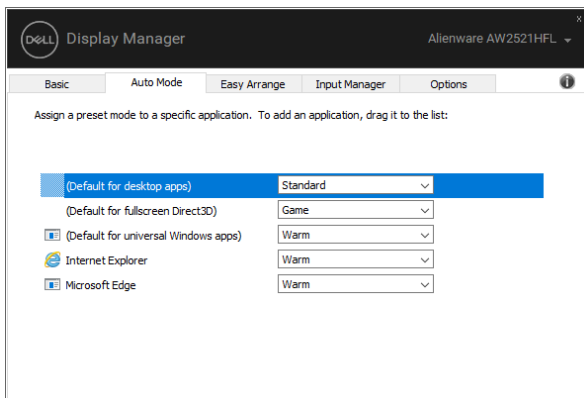 x
DELL Display Manager Alienware AW2521HFL
Basic Auto Mode Easy Arrange Input Manager Options i
Assign a preset mode to a specific application. To add an application, drag it to the list:
(Default for desktop apps) Standard
(Default for fullscreen Direct3D) Game
(Default for universal Windows apps) Warm
Internet Explorer Warm
Microsoft Edge Warm